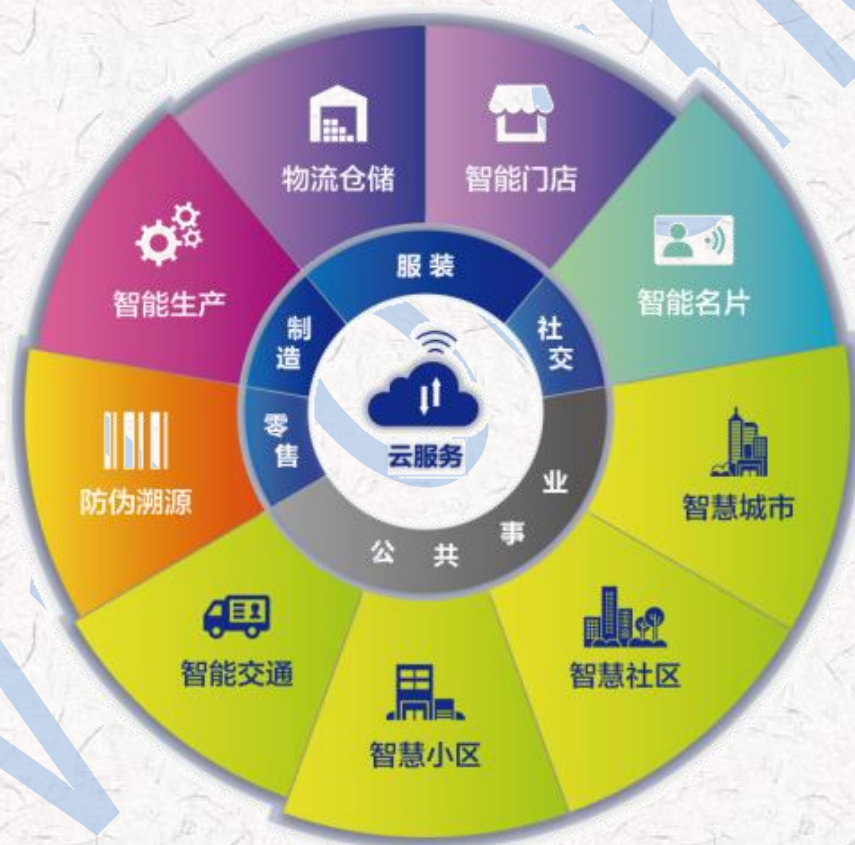 物流仓储
智能门店
智能生产
智能名片
服装
制造
社交
零售
云服务
防伪溯源
智慧城市
公共事业
智能交通
智慧社区
智慧小区